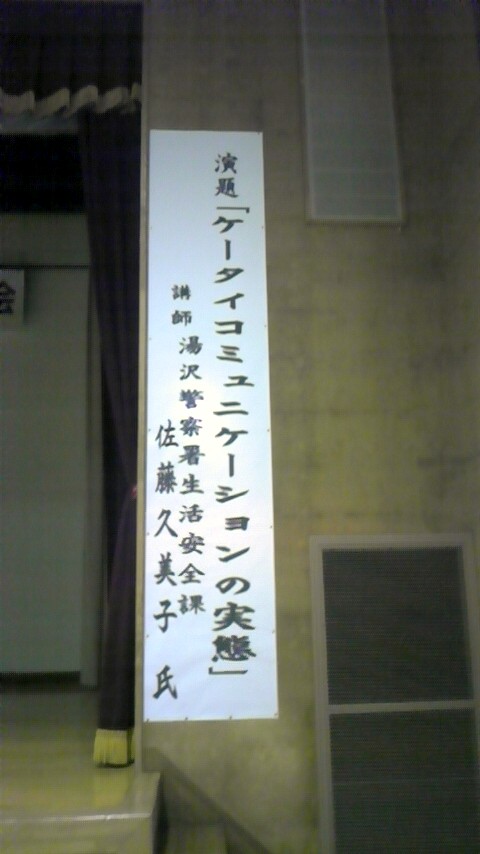 演題「ケータイコミュニケーションの実態」
講師 湯沢警察署生活安全課
佐藤久美子 氏
会